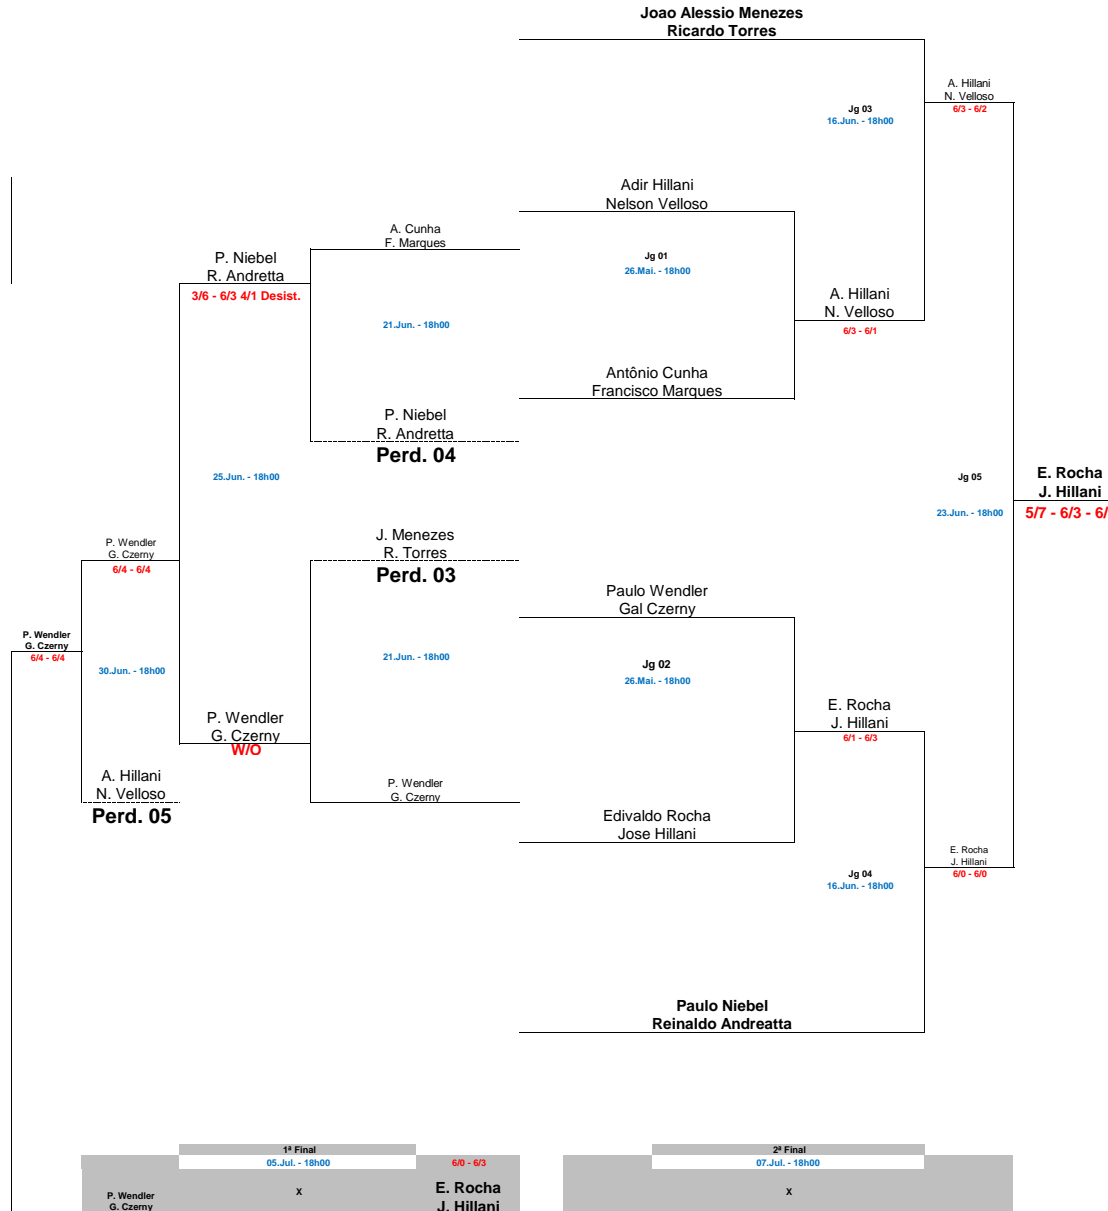 Joao Alessio Menezes
Ricardo Torres
A. Hillani
N. Velloso
6/3 - 6/2
Jg 03
16.Jun. - 18h00
Adir Hillani
Nelson Velloso
A. Cunha
F. Marques
P. Niebel
R. Andretta
3/6 - 6/3 4/1 Desist.
Jg 01
26.Mai. - 18h00
A. Hillani
N. Velloso
6/3 - 6/1
21.Jun. - 18h00
Antônio Cunha
Francisco Marques
P. Niebel
R. Andretta
Perd. 04
25.Jun. - 18h00
Jg 05
23.Jun. - 18h00
E. Rocha
J. Hillani
5/7 - 6/3 - 6/
J. Menezes
R. Torres
Perd. 03
P. Wendler
G. Czerny
6/4 - 6/4
Paulo Wendler
Gal Czerny
P. Wendler
G. Czerny
6/4 - 6/4
30.Jun. - 18h00
21.Jun. - 18h00
Jg 02
26.Mai. - 18h00
P. Wendler
G. Czerny
W/O
E. Rocha
J. Hillani
6/1 - 6/3
A. Hillani
N. Velloso
Perd. 05
P. Wendler
G. Czerny
Edivaldo Rocha
Jose Hillani
E. Rocha
J. Hillani
6/0 - 6/0
Jg 04
16.Jun. - 18h00
Paulo Niebel
Reinaldo Andreatta
1ª Final
05.Jul. - 18h00
6/0 - 6/3
P. Wendler
G. Czerny
x
E. Rocha
J. Hillani
2ª Final
07.Jul. - 18h00
x